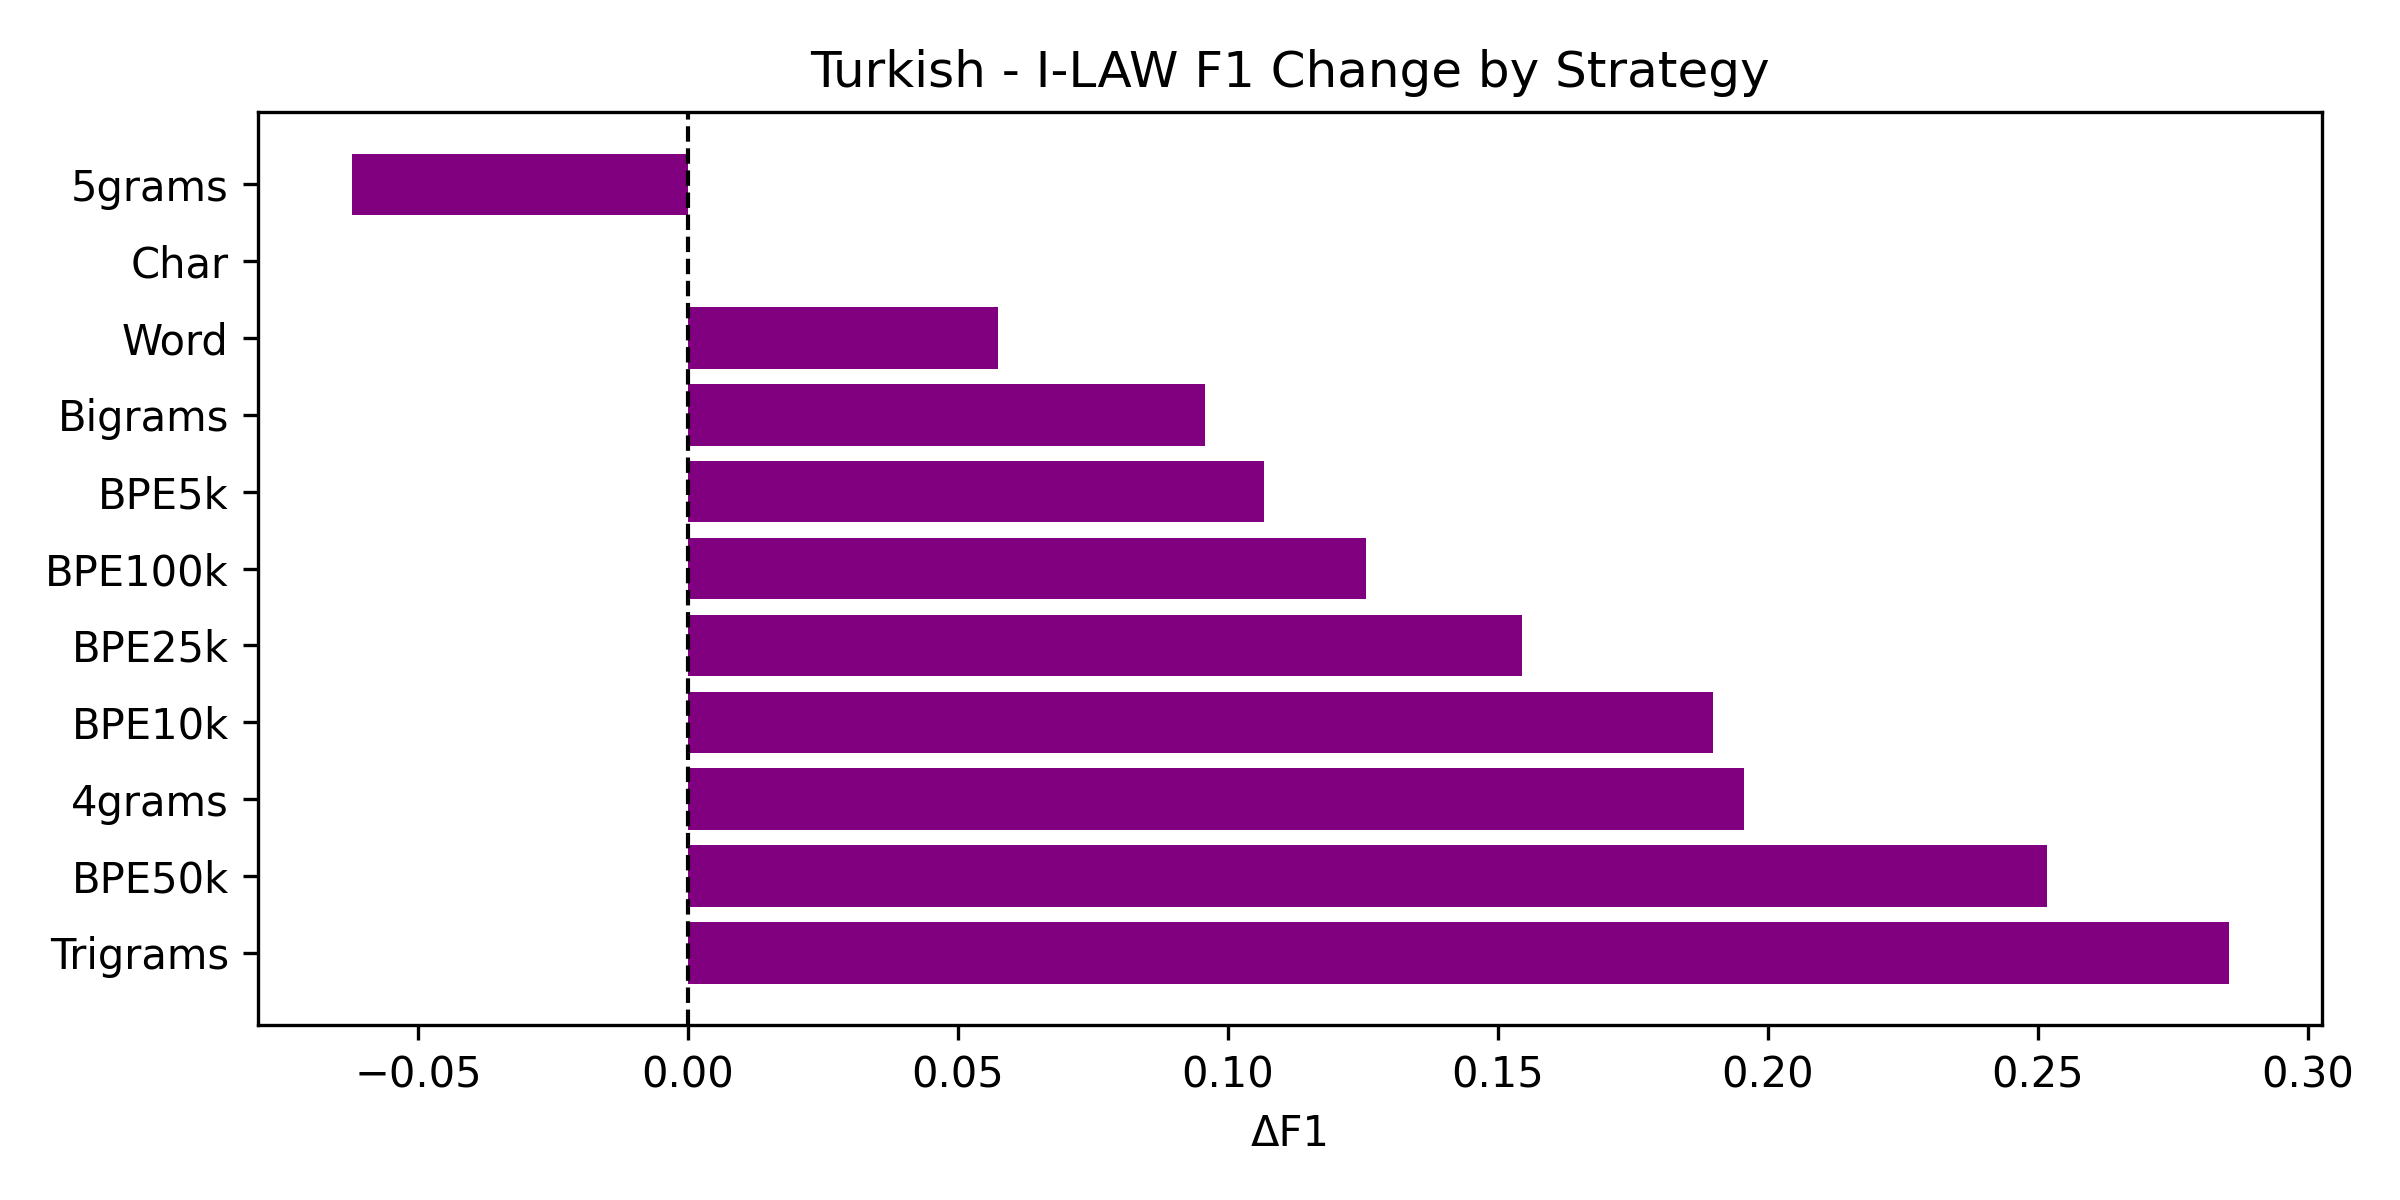 Turkish - I-LAW F1 Change by Strategy
5grams
Char
Word
Bigrams
BPE5k
BPE100k
BPE25k
BPE10k
4grams
BPE50k
Trigrams
−0.05 0.00 0.05 0.10 0.15 0.20 0.25 0.30
ΔF1